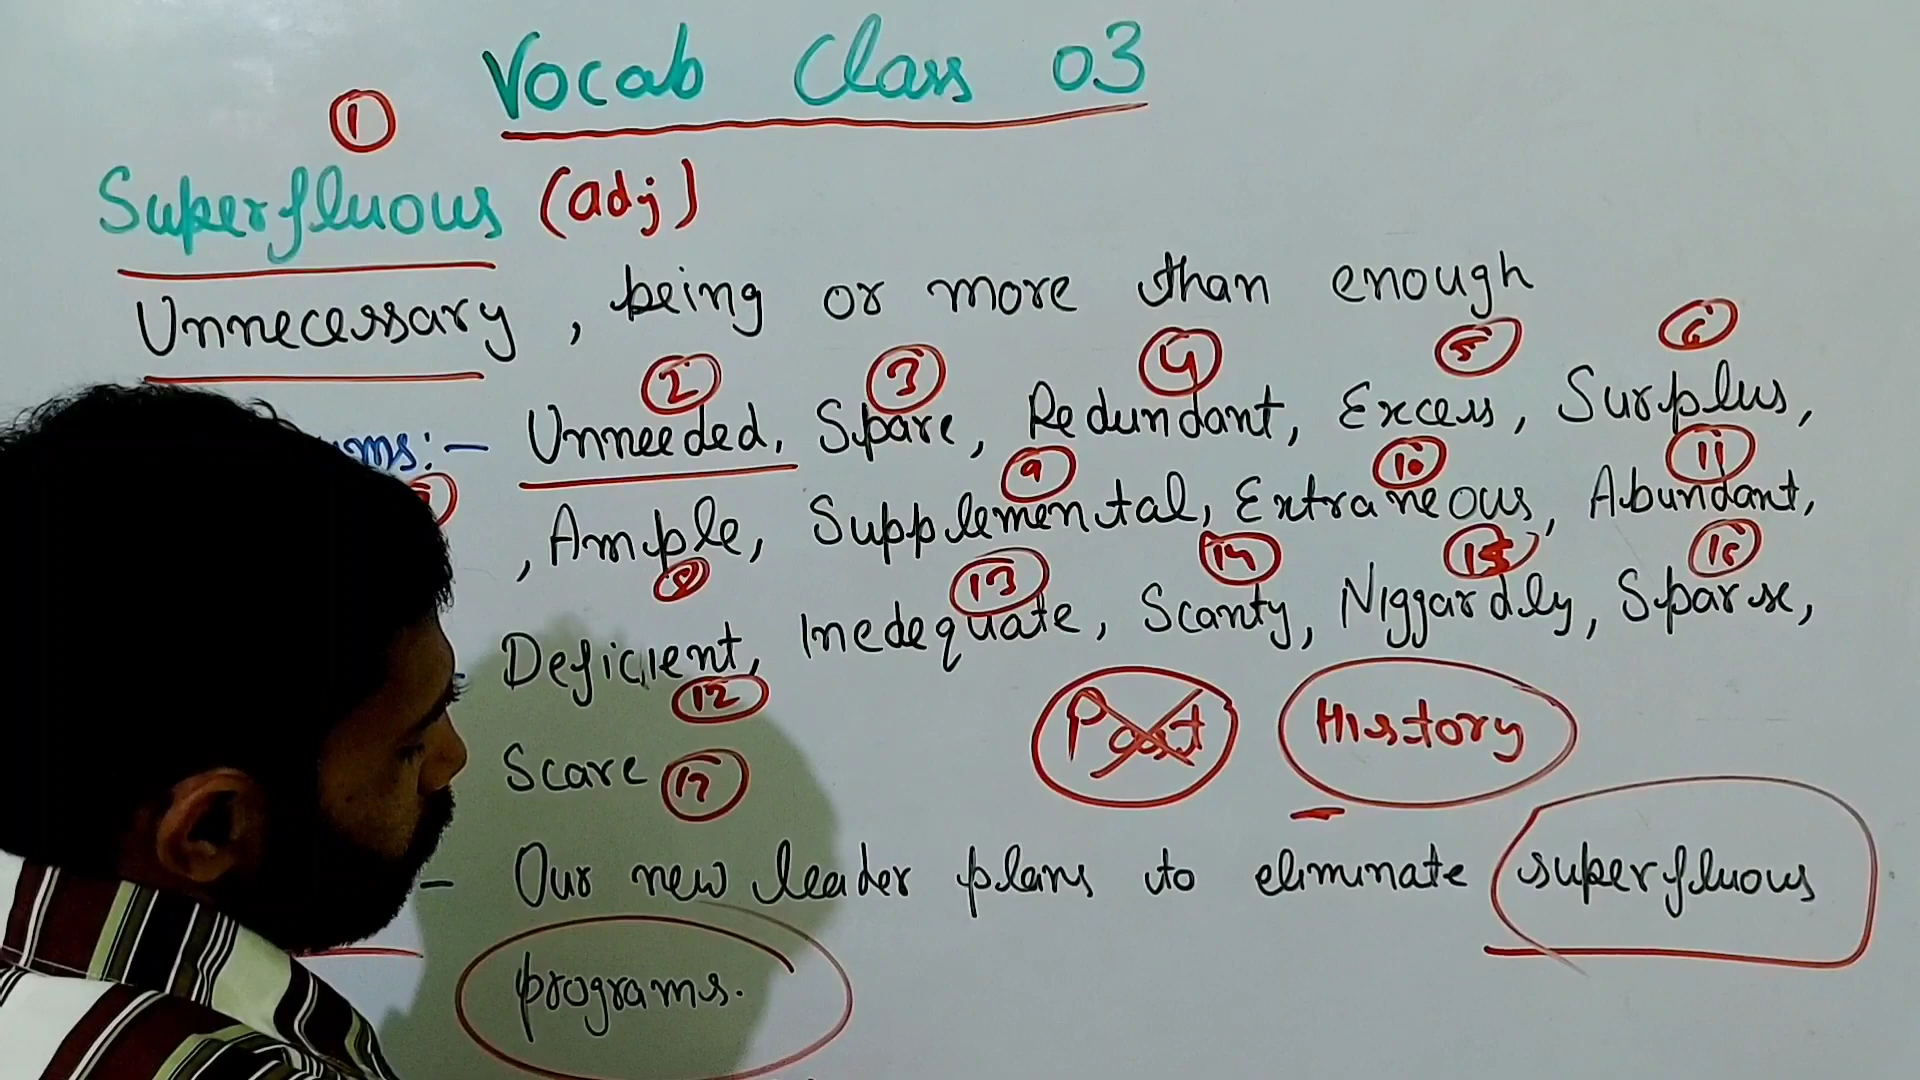 Vocab Class 03
1
Superfluous (adj)
Unnecessary, being or more than enough
2 3 4 5 6
ms:- Unneeded, Spare, Redundant, Excess, Surplus,
9 10 11
, Ample, Supplemental, Extraneous, Abundant,
8 13 14 15 16
- Deficient, Inedequate, Scanty, Niggardly, Sparse,
12
Past History
Scare 17
- Our new leader plans to eliminate superfluous
programs.